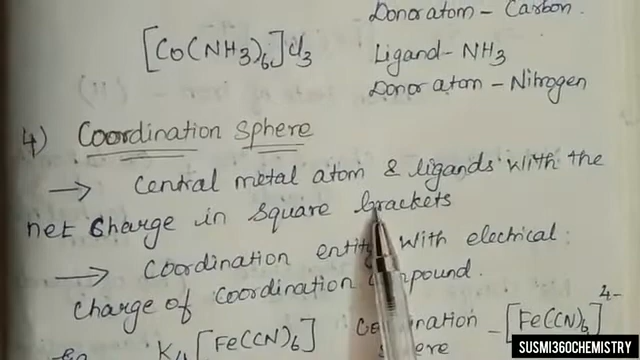 Donor atom - Carbon.
[Co(NH3)6]Cl3
Ligand - NH3
Donor atom - Nitrogen
4) Coordination sphere
→ Central metal atom & ligands with the
net charge in square brackets
→ Coordination entity with electrical
charge of coordination compound.
K4[Fe(CN)6] [Fe(CN)6]4-
SUSMI360CHEMISTRY